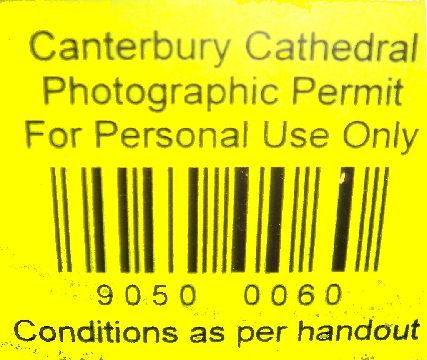 Canterbury Cathedral
Photographic Permit
For Personal Use Only
9050 0060
Conditions as per handout